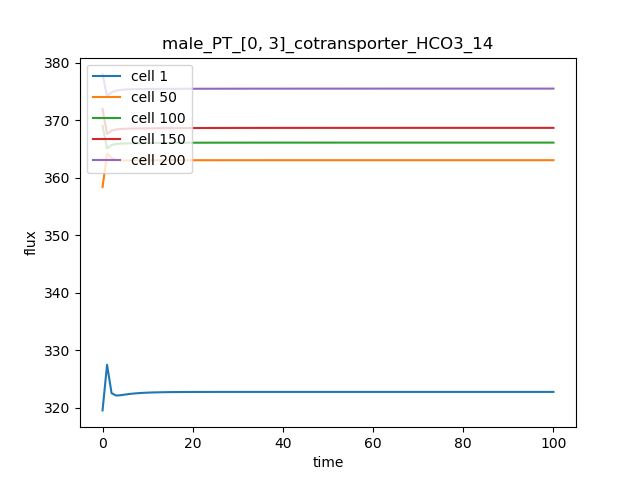 male_PT_[0, 3]_cotransporter_HCO3_14
380
370
360
350
340
330
320
flux
cell 1
cell 50
cell 100
cell 150
cell 200
0
20
40
60
80
100
time